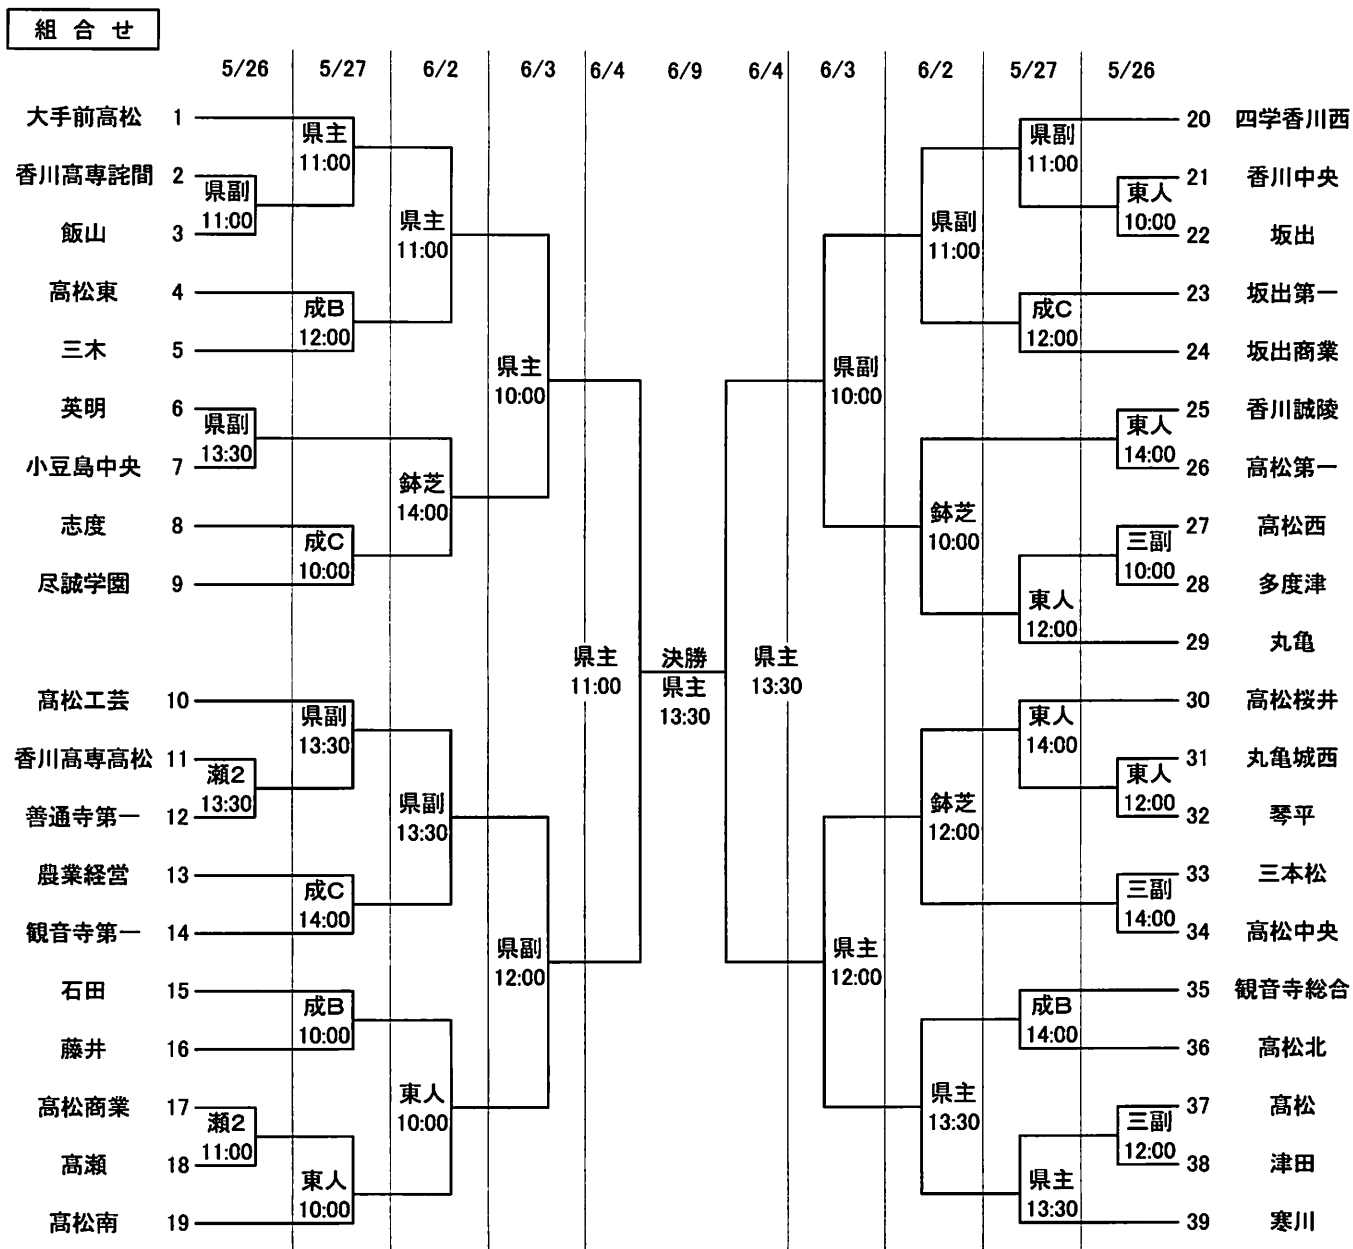 組合せ
5/26 5/27 6/2 6/3 6/4 6/9 6/4 6/3 6/2 5/27 5/26
大手前高松 1
香川高専詫間 2
飯山 3
高松東 4
三木 5
英明 6
小豆島中央 7
志度 8
尽誠学園 9
高松工芸 10
香川高専高松 11
善通寺第一 12
農業経営 13
観音寺第一 14
石田 15
藤井 16
高松商業 17
高瀬 18
高松南 19
県副
11:00
県副
13:30
瀬2
13:30
瀬2
11:00
県主
11:00
成B
12:00
成C
10:00
県副
13:30
成C
14:00
成B
10:00
東人
10:00
県主
11:00
鉢芝
14:00
県副
13:30
東人
10:00
県主
10:00
県副
12:00
県主
11:00
決勝
県主
13:30
県主
13:30
県副
10:00
県主
12:00
県副
11:00
鉢芝
10:00
鉢芝
12:00
県主
13:30
県副
11:00
成C
12:00
東人
12:00
東人
14:00
成B
14:00
県主
13:30
東人
10:00
東人
14:00
三副
10:00
東人
12:00
三副
14:00
三副
12:00
20 四学香川西
21 香川中央
22 坂出
23 坂出第一
24 坂出商業
25 香川誠陵
26 高松第一
27 高松西
28 多度津
29 丸亀
30 高松桜井
31 丸亀城西
32 琴平
33 三本松
34 高松中央
35 観音寺総合
36 高松北
37 高松
38 津田
39 寒川